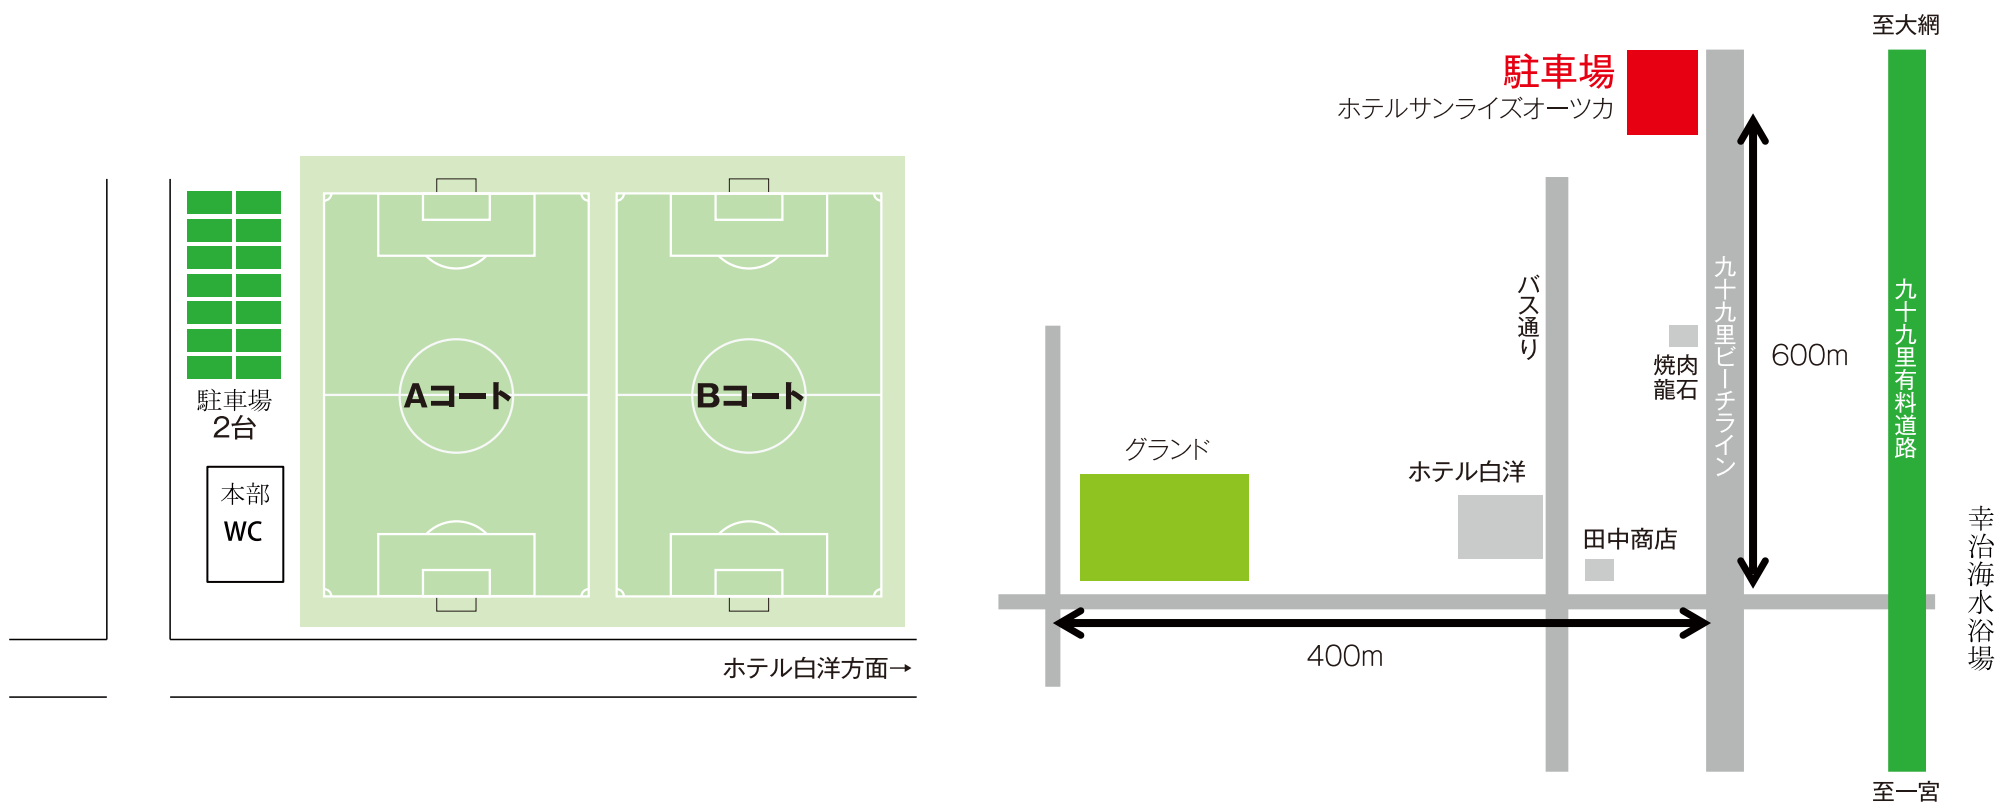 駐車場
2台
本部
WC
Aコート
Bコート
ホテル白洋方面→
至大網
駐車場
ホテルサンライズオーツカ
バス通り
九十九里ビーチライン
九十九里有料道路
600m
焼肉
龍石
グランド
ホテル白洋
田中商店
幸治海水浴場
400m
至一宮